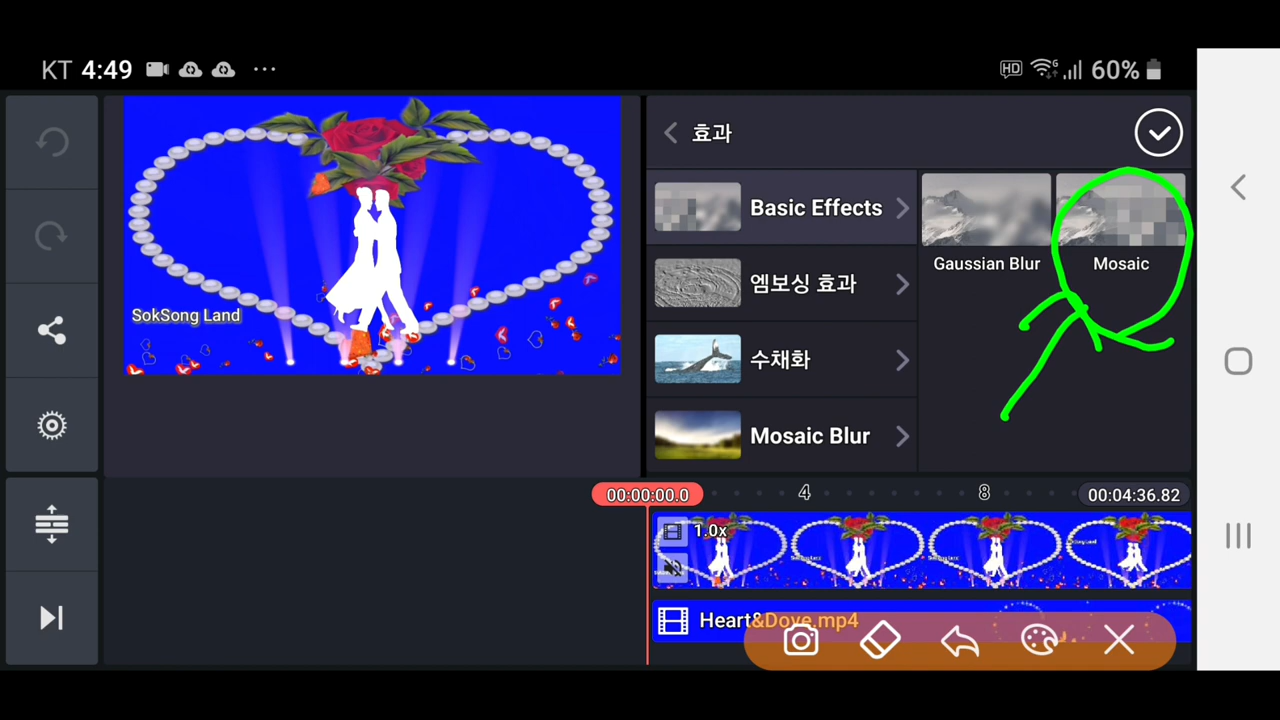 KT 4:49 ... HD 6 60%
효과
Basic Effects
Gaussian Blur
Mosaic
엠보싱 효과
수채화
Mosaic Blur
SokSong Land
00:00:00.0 4 8 00:04:36.82
1.0x
Heart&Dove.mp4